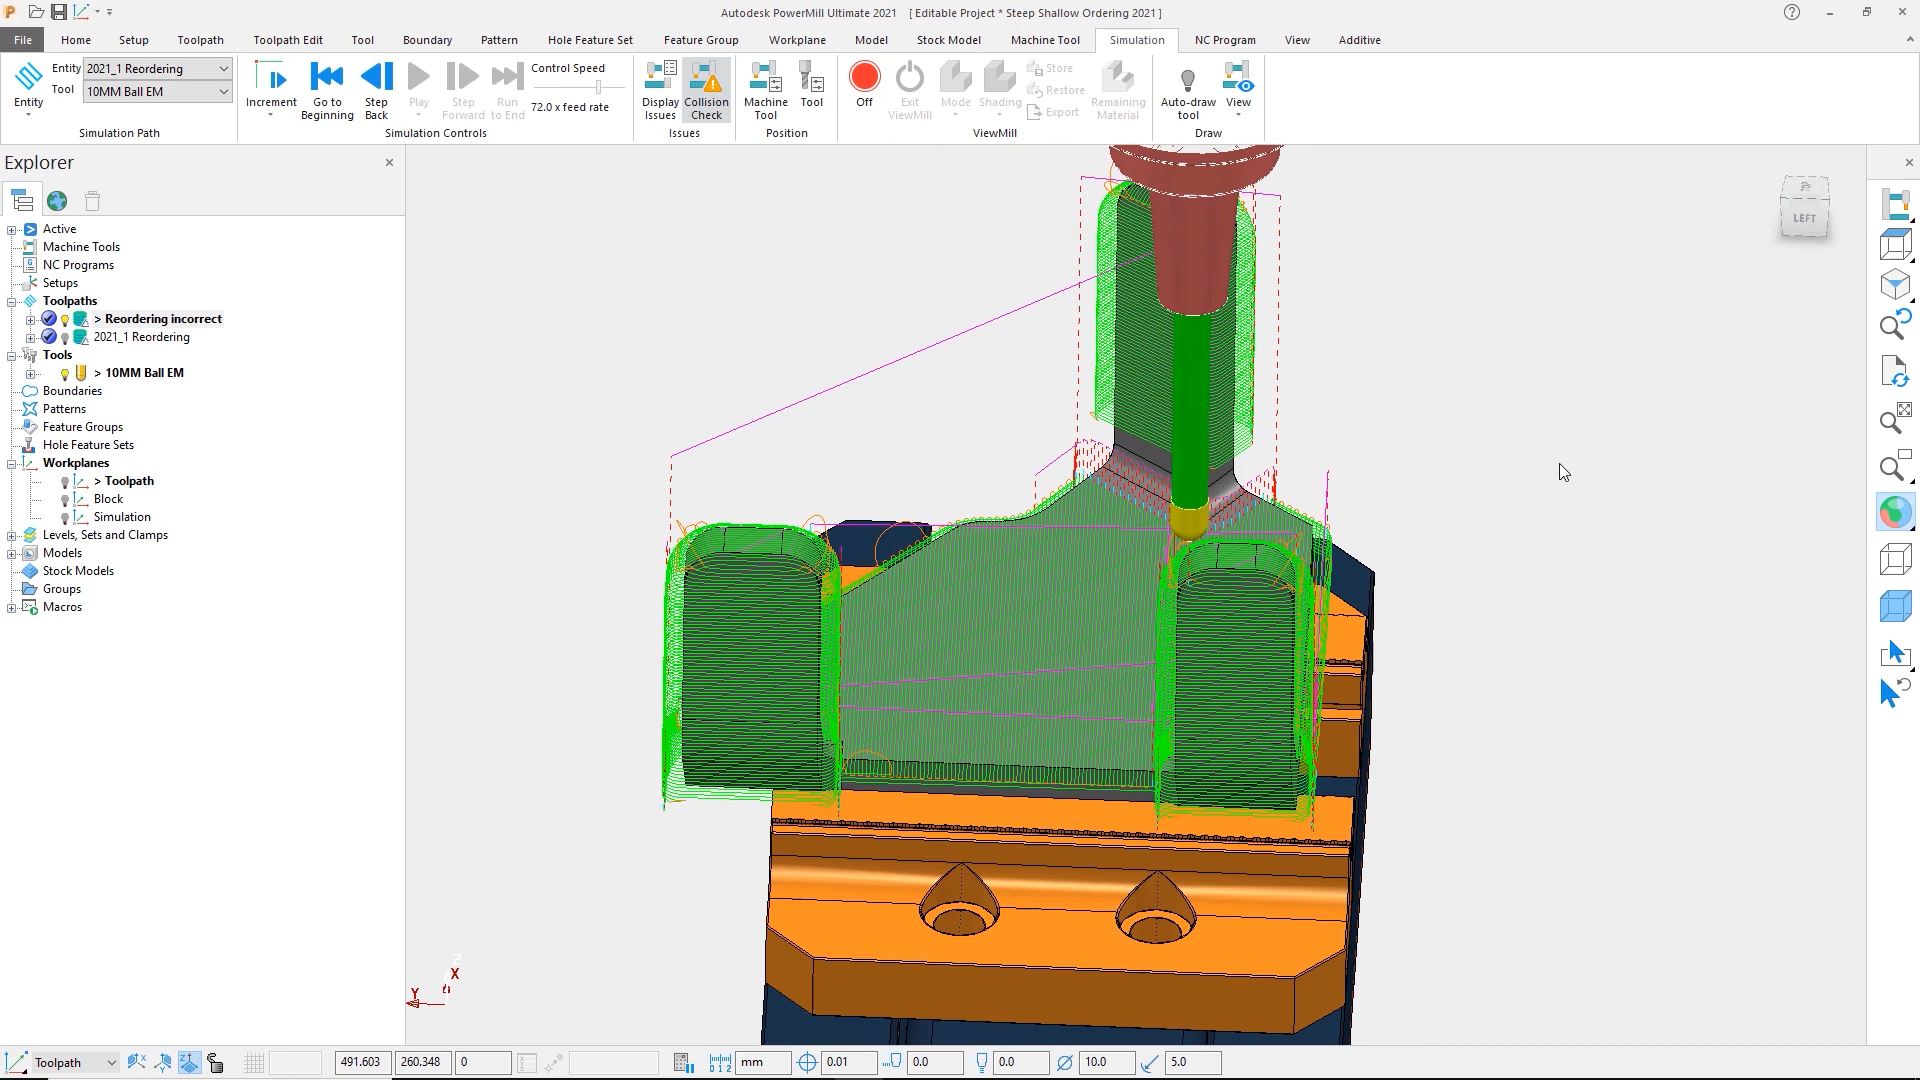 Autodesk PowerMill Ultimate 2021 [ Editable Project * Steep Shallow Ordering 2021 ]
File Home Setup Toolpath Toolpath Edit Tool Boundary Pattern Hole Feature Set Feature Group Workplane Model Stock Model Machine Tool Simulation NC Program View Additive
Entity
Entity 2021_1 Reordering
Tool 10MM Ball EM
Simulation Path
Increment
Go to Beginning
Step Back
Play
Step Forward
Run to End
Control Speed
72.0 x feed rate
Simulation Controls
Display Issues
Collision Check
Issues
Machine Tool
Tool
Position
Off
Exit ViewMill
Mode
Shading
Store
Restore
Export
Remaining Material
ViewMill
Auto-draw tool
View
Draw
Explorer
Active
Machine Tools
NC Programs
Setups
Toolpaths
> Reordering incorrect
2021_1 Reordering
Tools
> 10MM Ball EM
Boundaries
Patterns
Feature Groups
Hole Feature Sets
Workplanes
> Toolpath
Block
Simulation
Levels, Sets and Clamps
Models
Stock Models
Groups
Macros
LEFT
Z
X
Y
Toolpath 491.603 260.348 0 mm 0.01 0.0 0.0 10.0 5.0